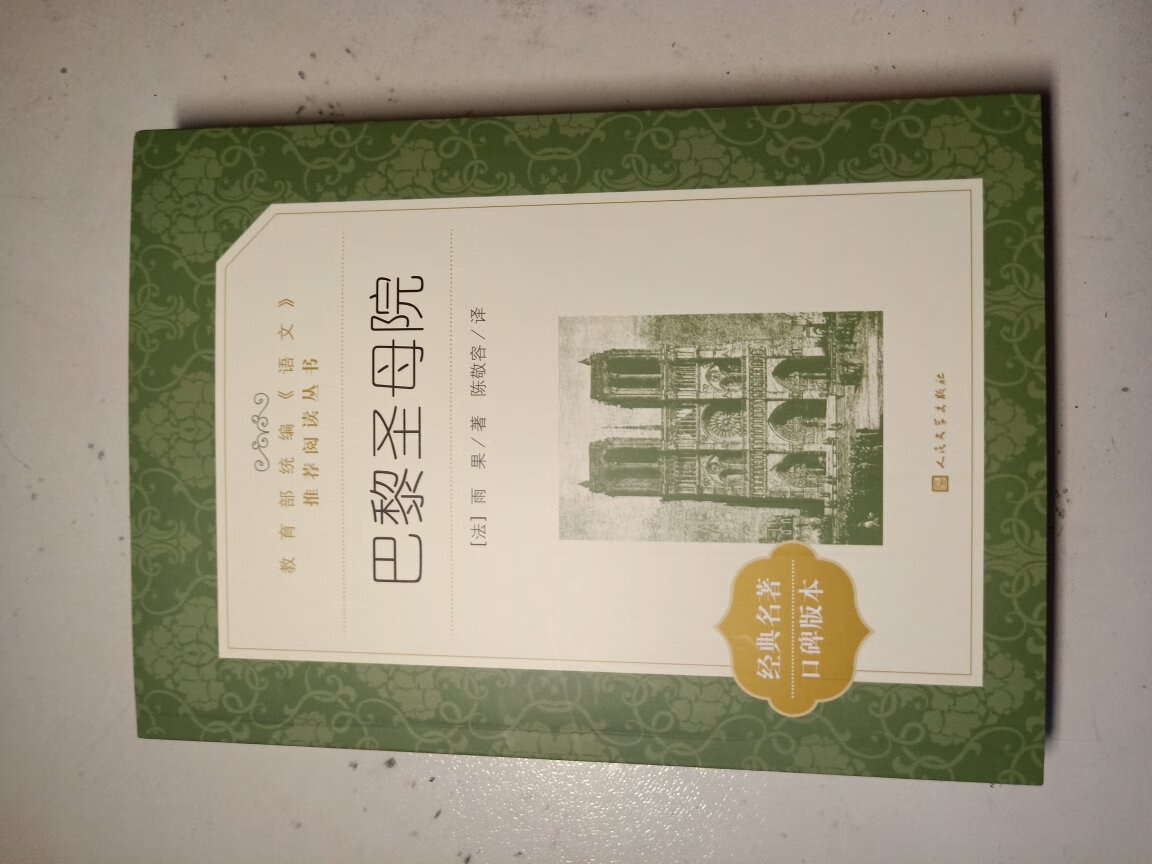 教育部统编《语文》
推荐阅读丛书
巴黎圣母院
[法] 雨 果/著 陈敬容/译
经典名著
口碑版本
人民文学出版社